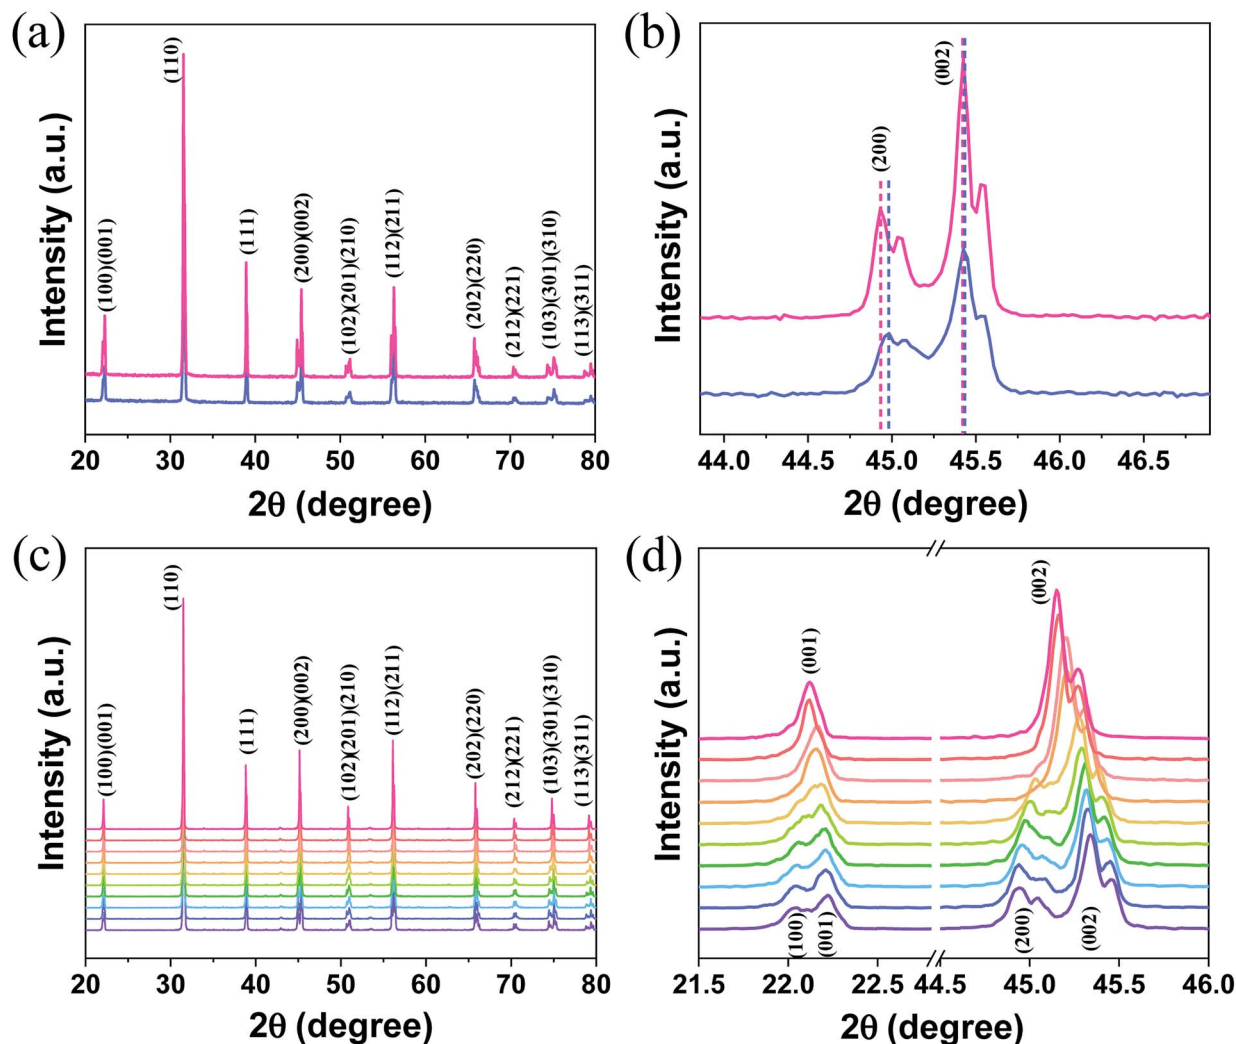 (a)
Intensity (a.u.)
(100)(001)
(110)
(111)
(200)(002)
(102)(201)(210)
(112)(211)
(202)(220)
(212)(221)
(103)(301)(310)
(113)(311)
20 30 40 50 60 70 80
2θ (degree)
(b)
Intensity (a.u.)
(200)
(002)
44.0 44.5 45.0 45.5 46.0 46.5
2θ (degree)
(c)
Intensity (a.u.)
(100)(001)
(110)
(111)
(200)(002)
(102)(201)(210)
(112)(211)
(202)(220)
(212)(221)
(103)(301)(310)
(113)(311)
20 30 40 50 60 70 80
2θ (degree)
(d)
Intensity (a.u.)
(001)
(002)
(100)
(001)
(200)
(002)
21.5 22.0 22.5 44.5 45.0 45.5 46.0
2θ (degree)